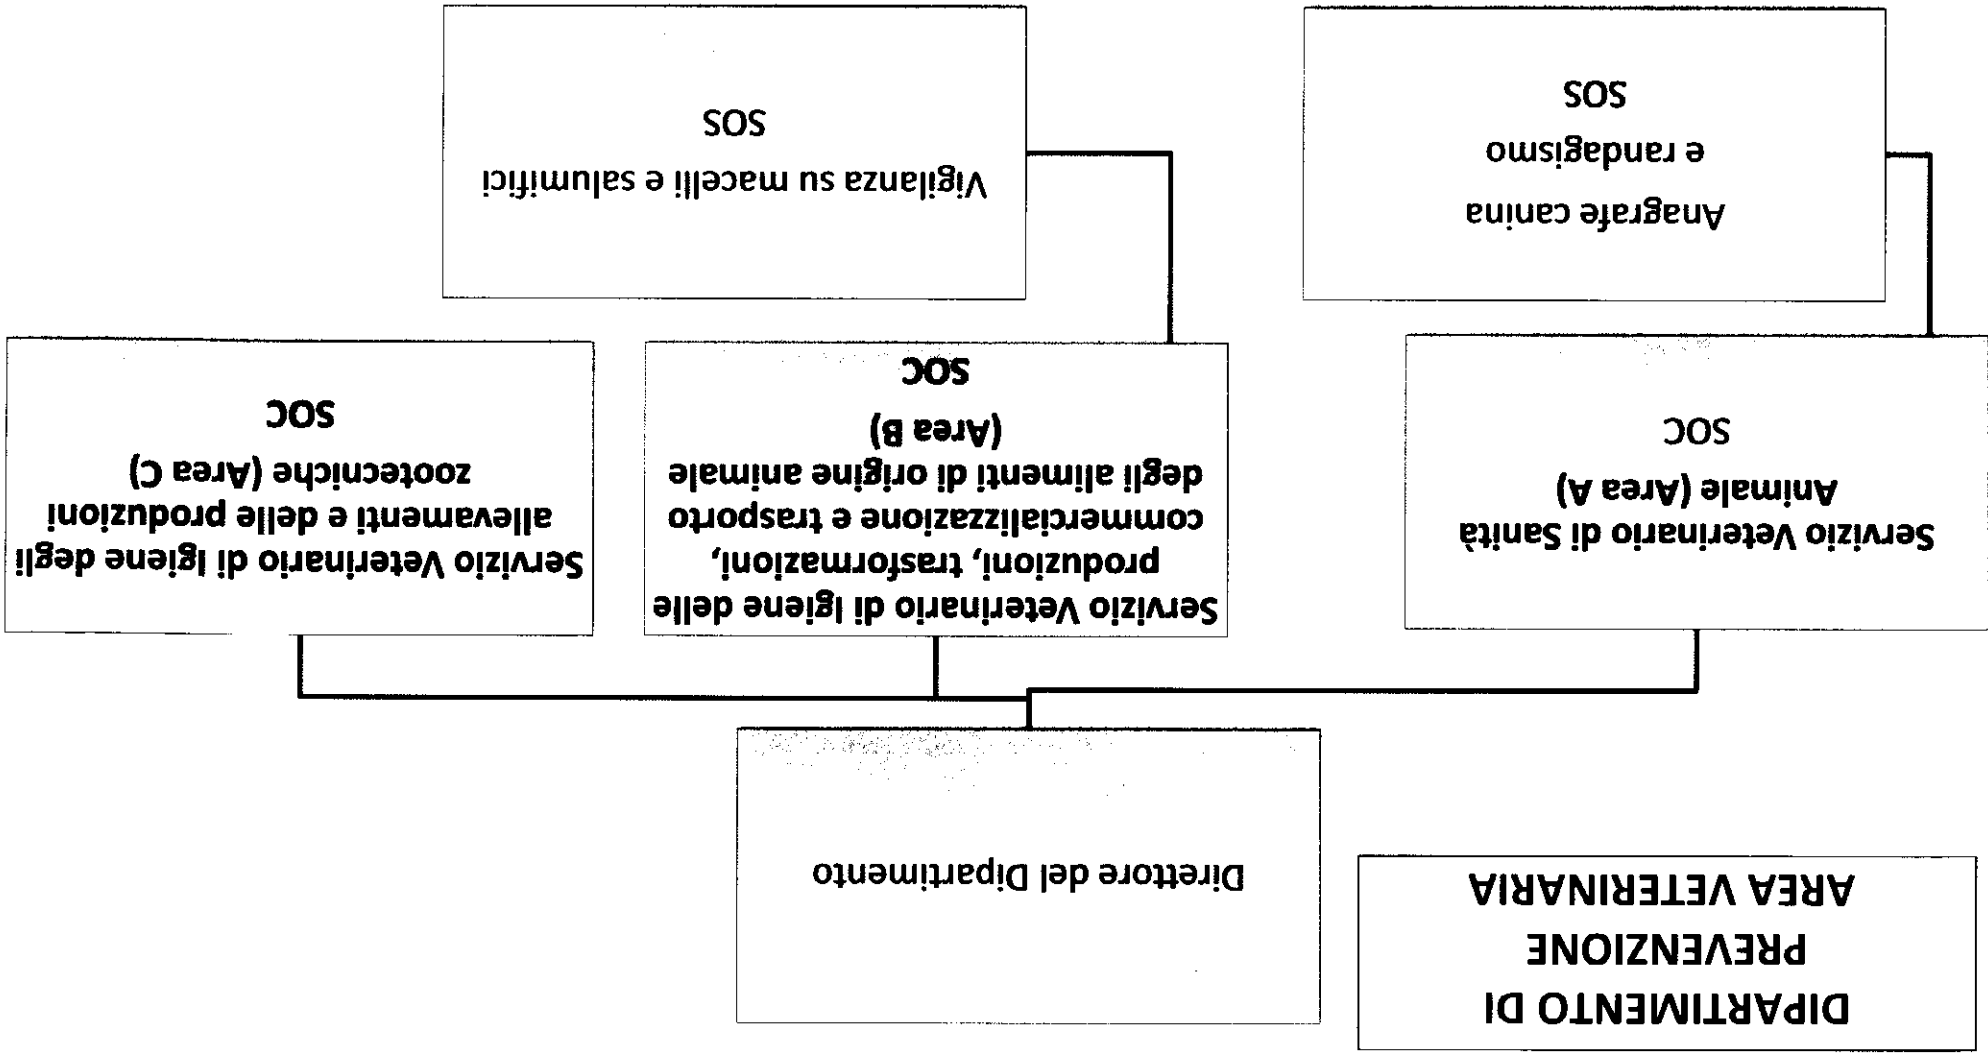 DIPARTIMENTO DI
PREVENZIONE
AREA VETERINARIA
Direttore del Dipartimento
Servizio Veterinario di Sanità
Animale (Area A)
SOC
Servizio Veterinario di Igiene delle
produzioni, trasformazioni,
commercializzazione e trasporto
degli alimenti di origine animale
(Area B)
SOC
Servizio Veterinario di Igiene degli
allevamenti e delle produzioni
zootecniche (Area C)
SOC
Anagrafe canina
e randagismo
SOS
Vigilanza su macelli e salumifici
SOS